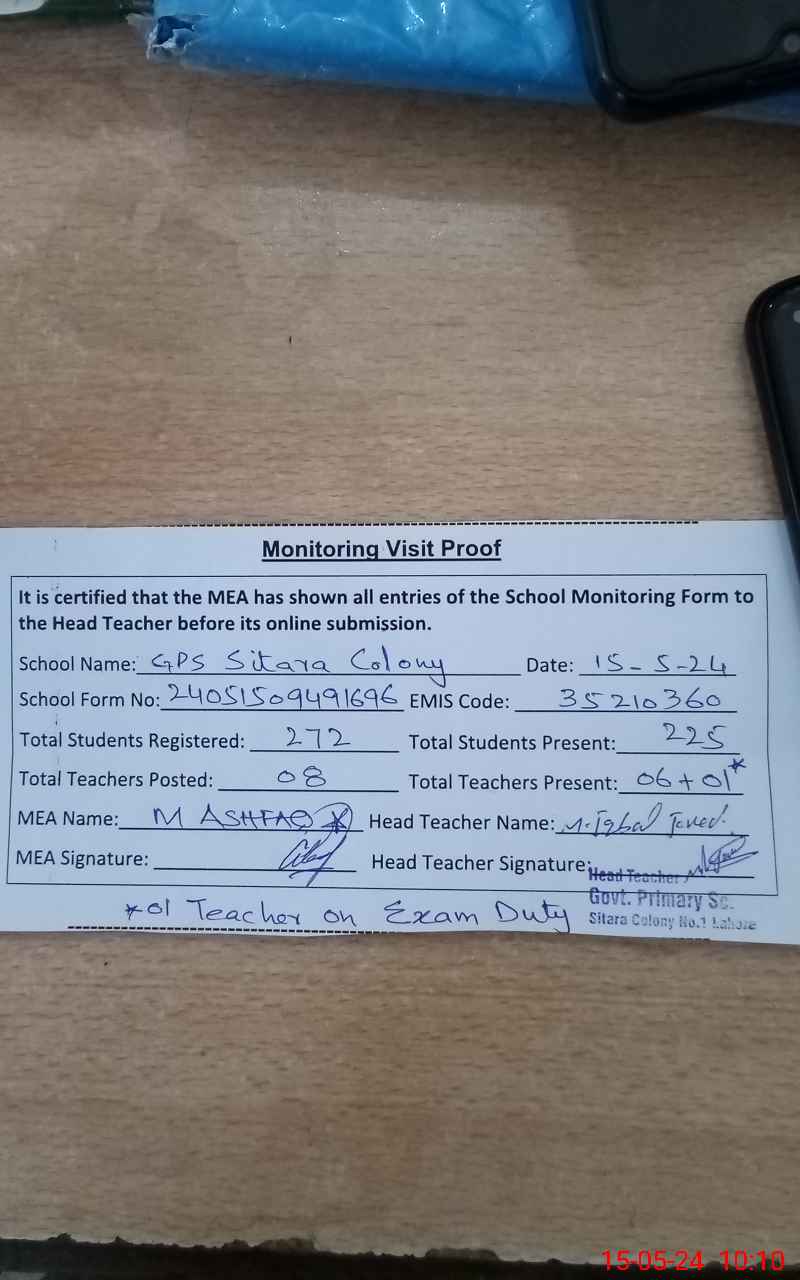 Monitoring Visit Proof
It is certified that the MEA has shown all entries of the School Monitoring Form to
the Head Teacher before its online submission.
School Name: GPS Sitara Colony Date: 15-5-24
School Form No: 24051509491696 EMIS Code: 35210360
Total Students Registered: 272 Total Students Present: 225
Total Teachers Posted: 08 Total Teachers Present: 06+01*
MEA Name: M ASHFAQ Head Teacher Name: M. Iqbal Javed.
MEA Signature: Head Teacher Signature:
Head Teacher
Govt. Primary Sc.
Sitara Colony No.1 Lahore
*01 Teacher on Exam Duty
15-05-24 10:10